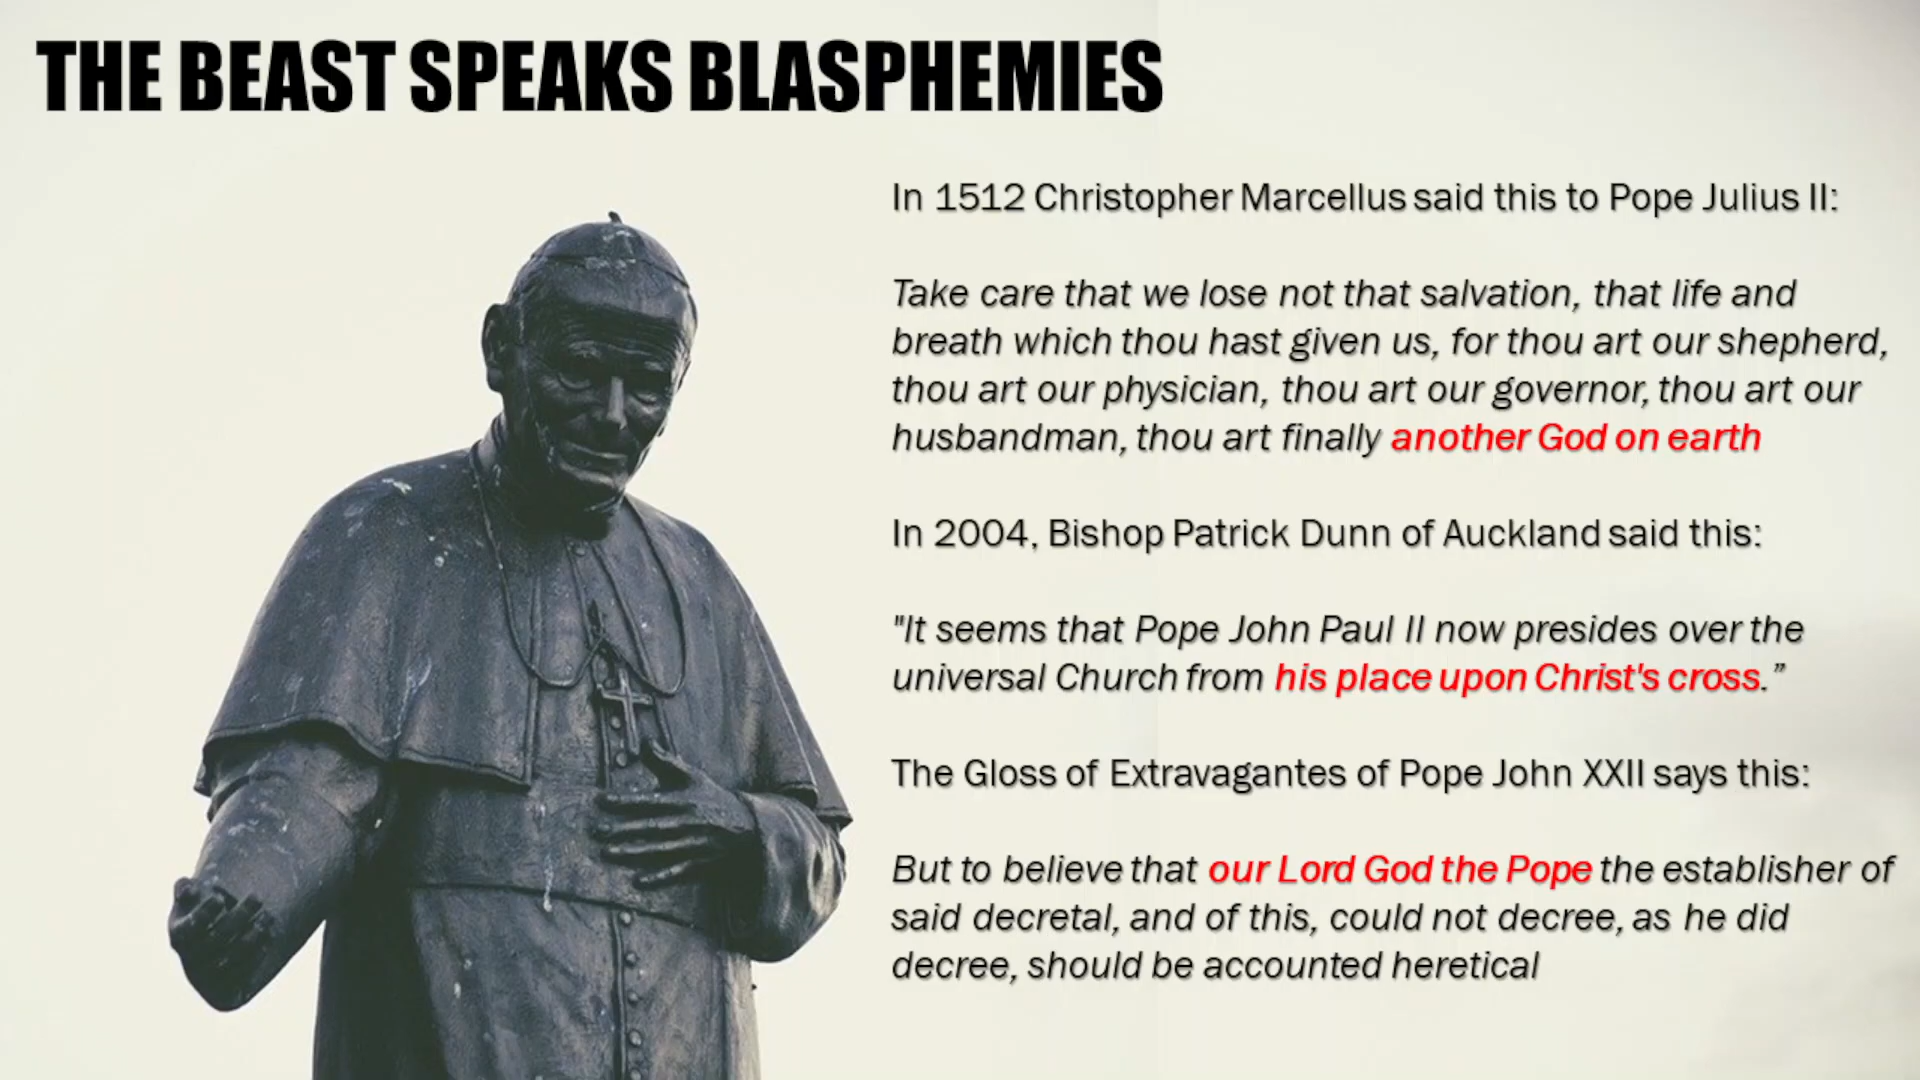 THE BEAST SPEAKS BLASPHEMIES
In 1512 Christopher Marcellus said this to Pope Julius II:
Take care that we lose not that salvation, that life and
breath which thou hast given us, for thou art our shepherd,
thou art our physician, thou art our governor, thou art our
husbandman, thou art finally another God on earth
In 2004, Bishop Patrick Dunn of Auckland said this:
"It seems that Pope John Paul II now presides over the
universal Church from his place upon Christ's cross.”
The Gloss of Extravagantes of Pope John XXII says this:
But to believe that our Lord God the Pope the establisher of
said decretal, and of this, could not decree, as he did
decree, should be accounted heretical